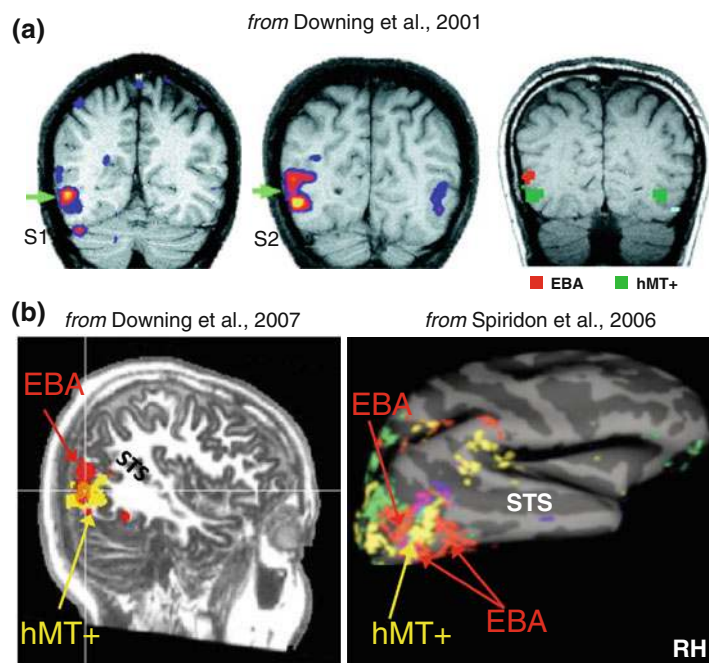 (a)
from Downing et al., 2001
S1
S2
EBA hMT+
(b)
from Downing et al., 2007
from Spiridon et al., 2006
EBA
STS
hMT+
EBA
STS
hMT+
EBA
RH